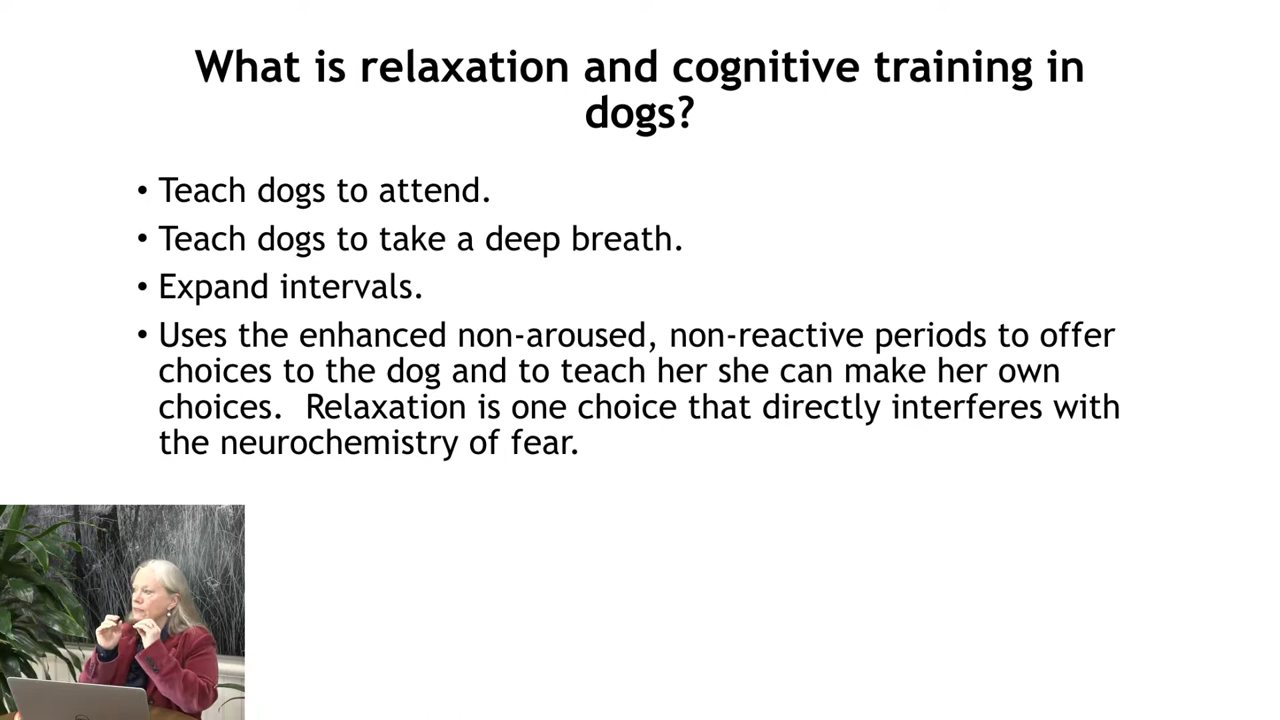 What is relaxation and cognitive training in
dogs?
• Teach dogs to attend.
• Teach dogs to take a deep breath.
• Expand intervals.
• Uses the enhanced non-aroused, non-reactive periods to offer
choices to the dog and to teach her she can make her own
choices.  Relaxation is one choice that directly interferes with
the neurochemistry of fear.